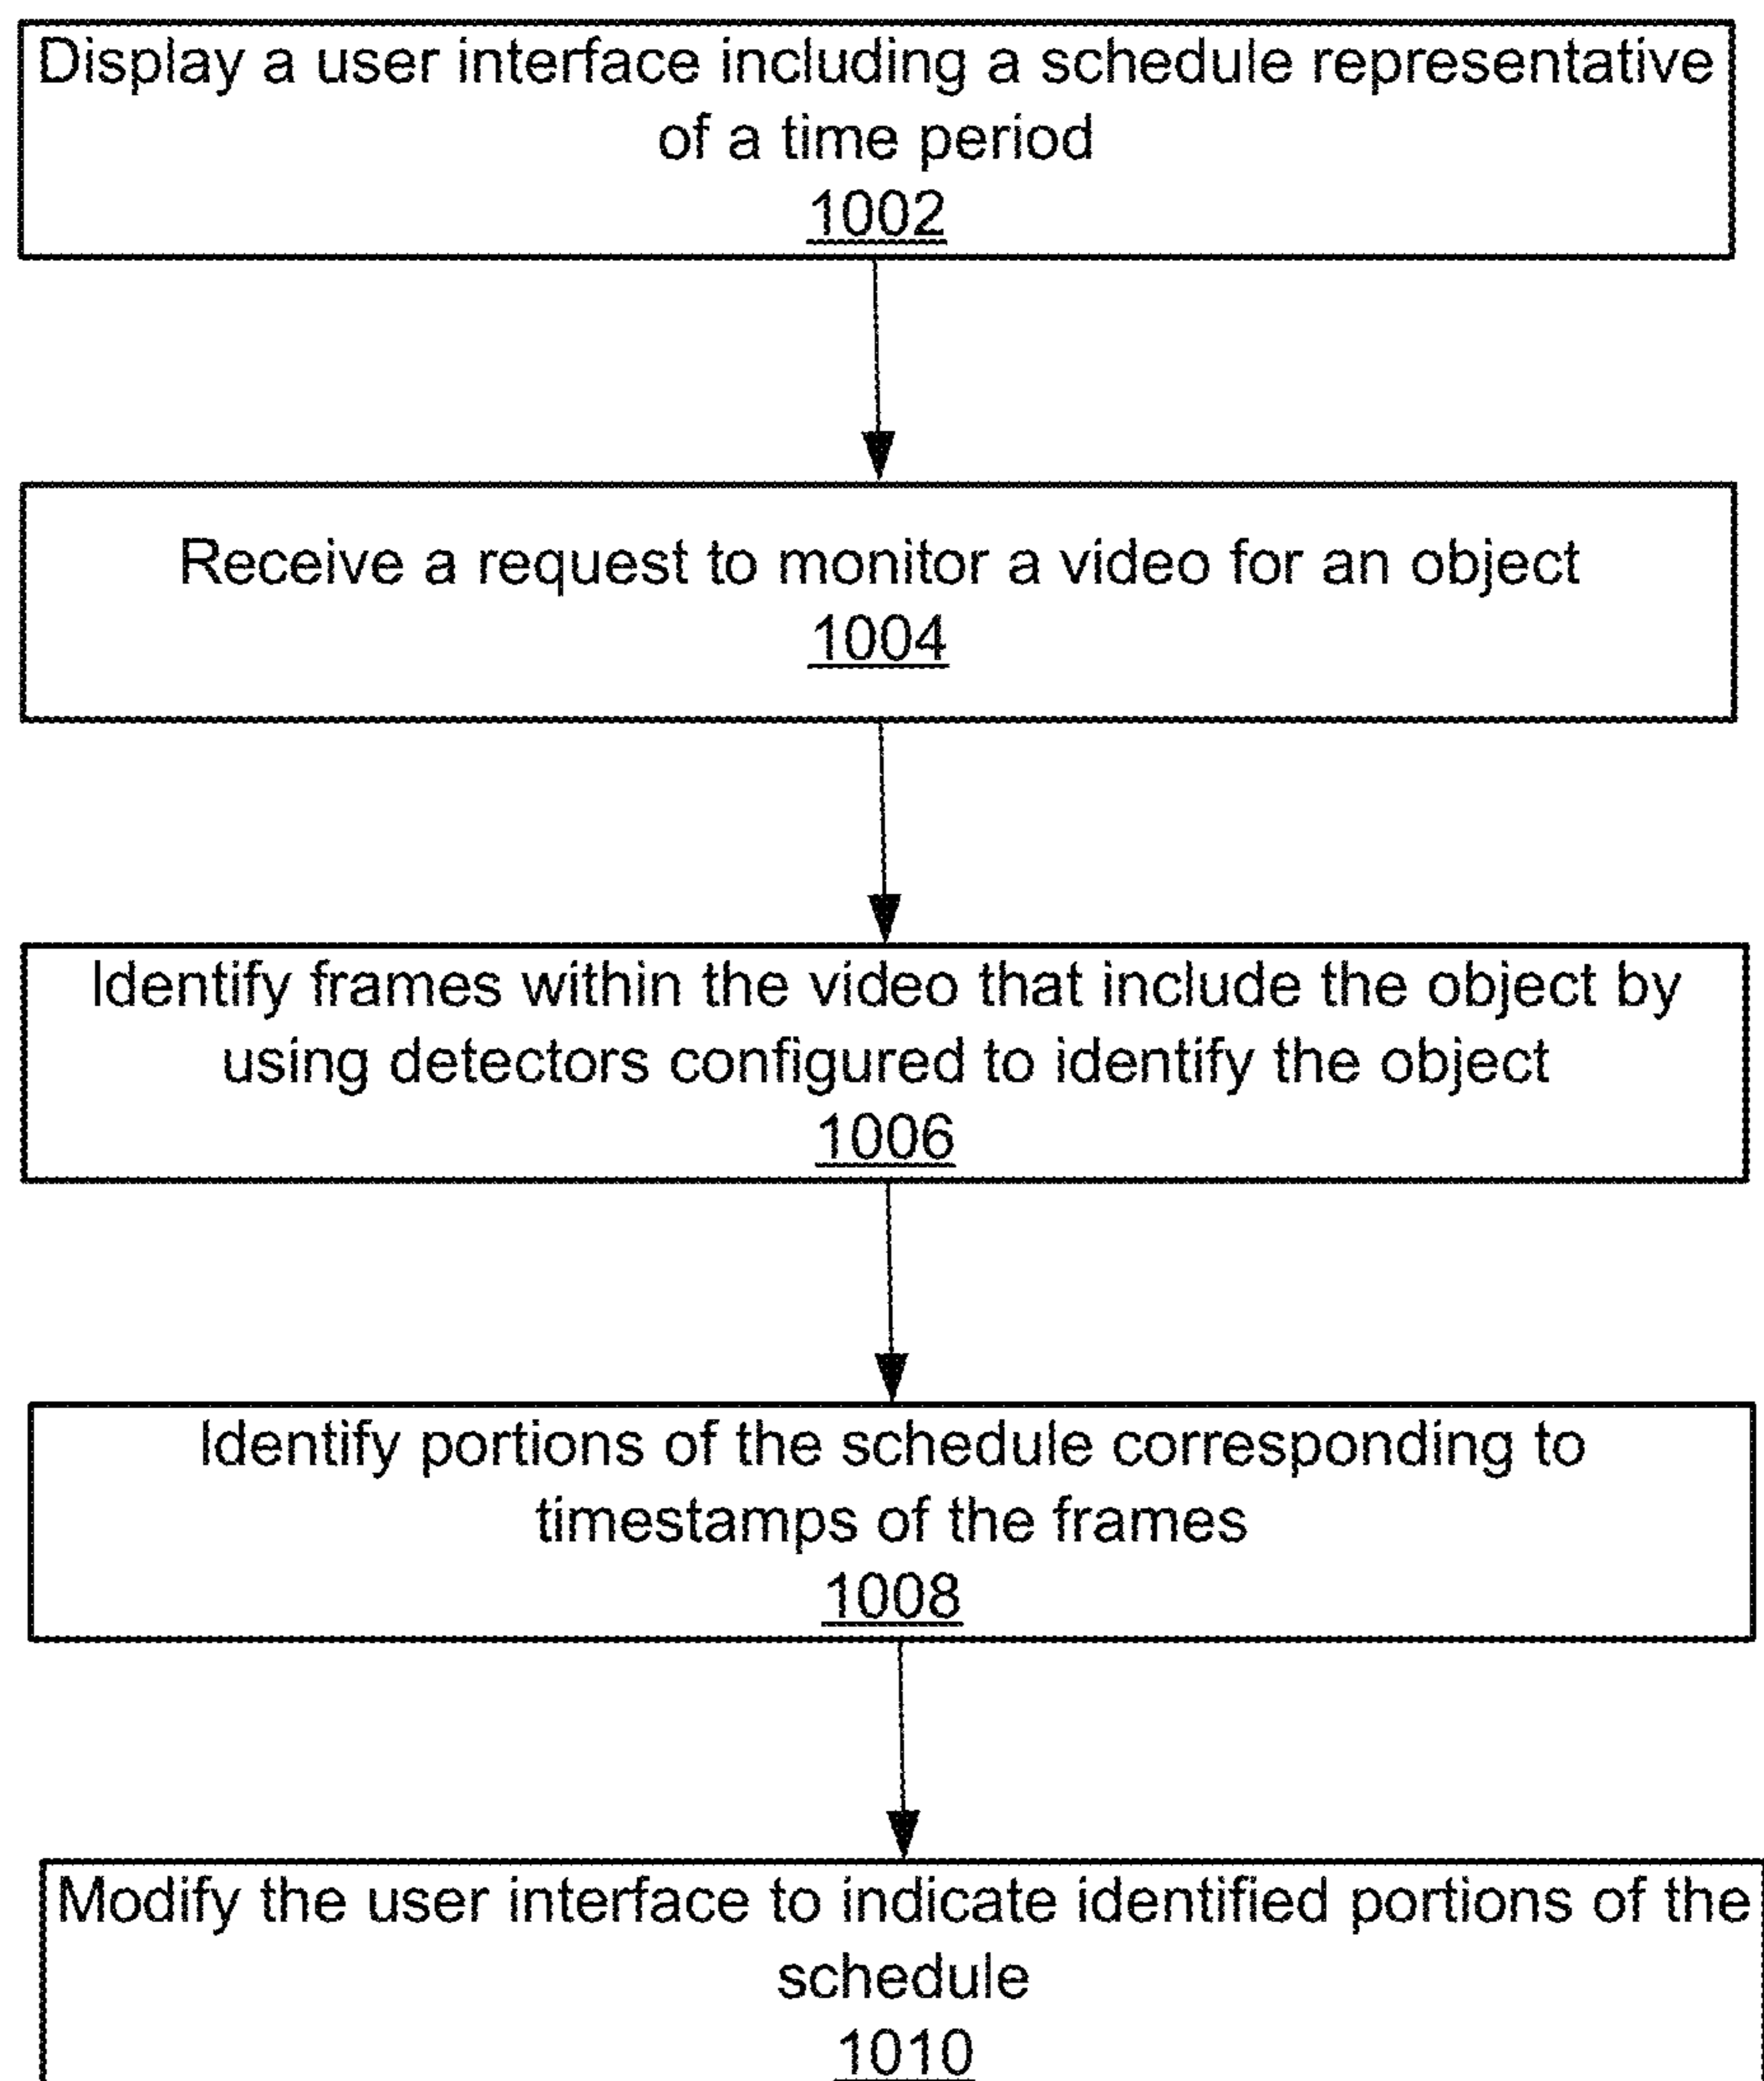 Display a user interface including a schedule representative
of a time period
1002
Receive a request to monitor a video for an object
1004
Identify frames within the video that include the object by
using detectors configured to identify the object
1006
Identify portions of the schedule corresponding to
timestamps of the frames
1008
Modify the user interface to indicate identified portions of the
schedule
1010